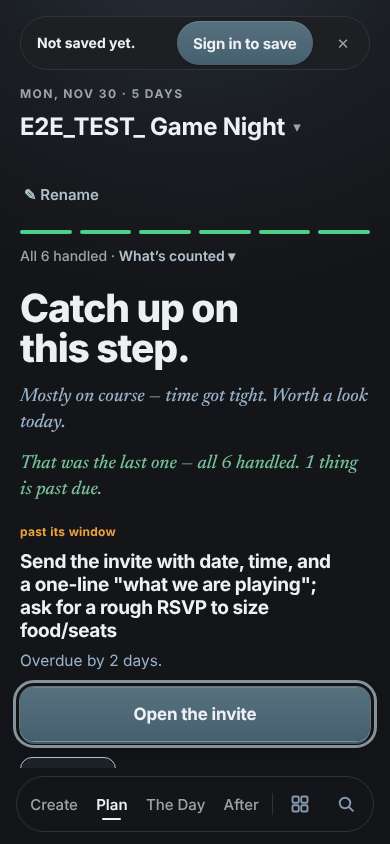 Not saved yet. Sign in to save ×
MON, NOV 30 · 5 DAYS
E2E_TEST_ Game Night ▾
✎ Rename
All 6 handled · What's counted ▾
Catch up on
this step.
Mostly on course — time got tight. Worth a look
today.
That was the last one — all 6 handled. 1 thing
is past due.
past its window
Send the invite with date, time, and
a one-line "what we are playing";
ask for a rough RSVP to size
food/seats
Overdue by 2 days.
Open the invite
Create Plan The Day After